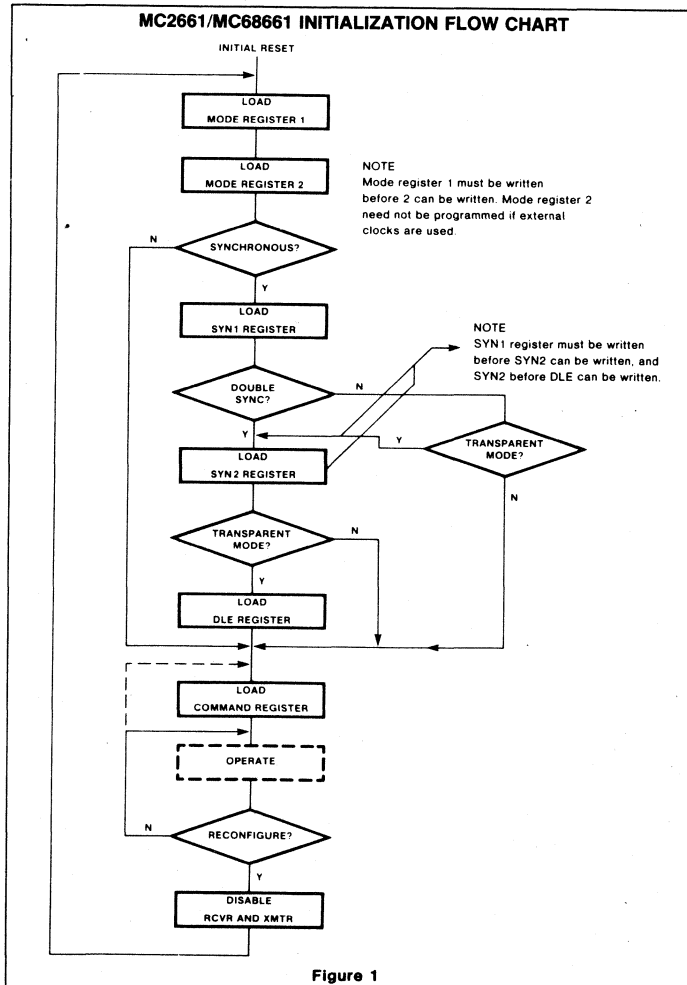 MC2661/MC68661 INITIALIZATION FLOW CHART
INITIAL RESET
LOAD
MODE REGISTER 1
LOAD
MODE REGISTER 2
NOTE
Mode register 1 must be written
before 2 can be written. Mode register 2
need not be programmed if external
clocks are used.
N
SYNCHRONOUS?
Y
LOAD
SYN1 REGISTER
NOTE
SYN1 register must be written
before SYN2 can be written, and
SYN2 before DLE can be written.
DOUBLE
SYNC?
N
Y
Y
TRANSPARENT
MODE?
LOAD
SYN2 REGISTER
N
TRANSPARENT
MODE?
N
Y
LOAD
DLE REGISTER
LOAD
COMMAND REGISTER
OPERATE
N
RECONFIGURE?
Y
DISABLE
RCVR AND XMTR
Figure 1